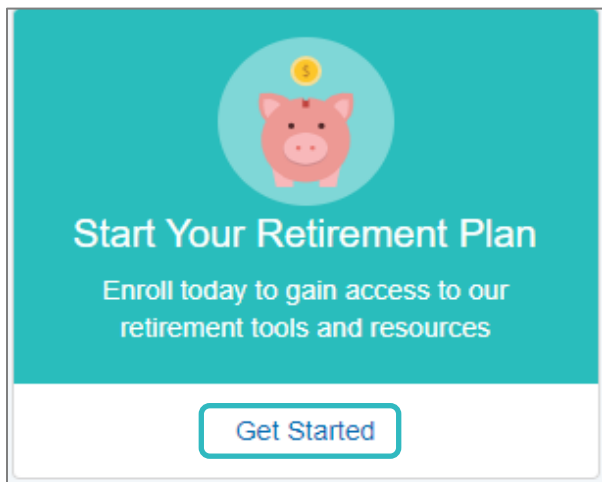 $
Start Your Retirement Plan
Enroll today to gain access to our
retirement tools and resources
Get Started